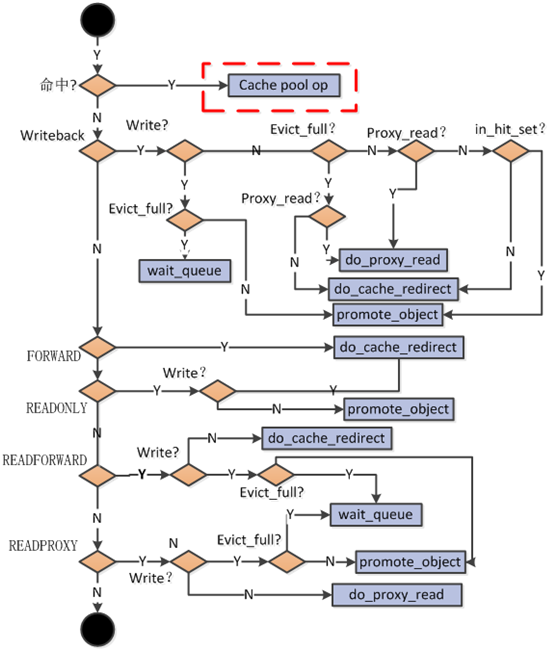 Y
命中?
Y
Cache pool op
N
Writeback
Write?
Evict_full?
Proxy_read?
in_hit_set?
Y
N
N
N
Y
Y
Y
Evict_full?
Proxy_read?
Y
Y
N
do_proxy_read
wait_queue
N
N
do_cache_redirect
Y
N
promote_object
FORWARD
Y
do_cache_redirect
Write?
Y
Y
READONLY
N
promote_object
N
Write?
N
do_cache_redirect
READFORWARD
Y
Y
Y
Evict_full?
N
Y
wait_queue
READPROXY
N
Evict_full?
Y
Y
N
promote_object
Write?
N
N
do_proxy_read